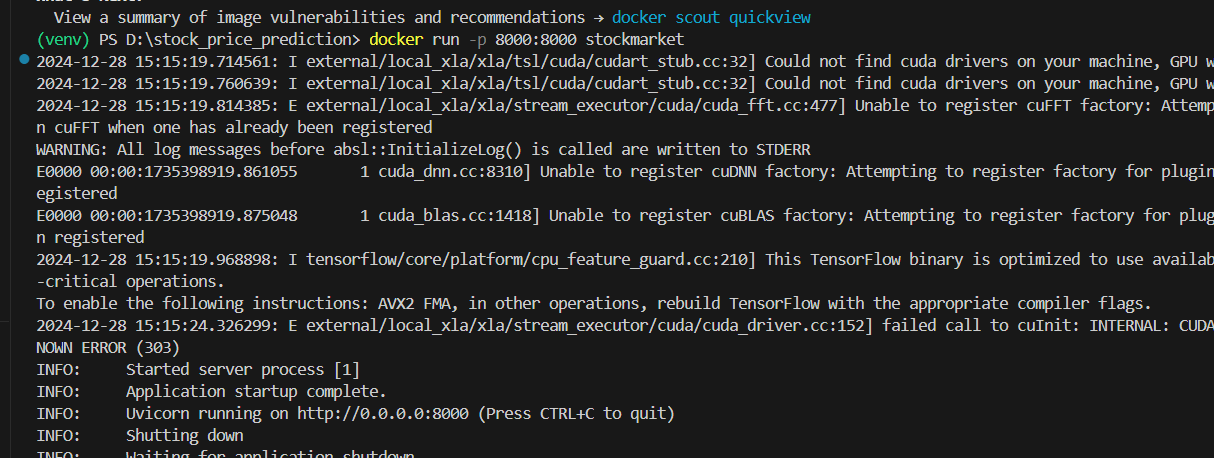 View a summary of image vulnerabilities and recommendations → docker scout quickview
(venv) PS D:\stock_price_prediction> docker run -p 8000:8000 stockmarket
2024-12-28 15:15:19.714561: I external/local_xla/xla/tsl/cuda/cudart_stub.cc:32] Could not find cuda drivers on your machine, GPU w
2024-12-28 15:15:19.760639: I external/local_xla/xla/tsl/cuda/cudart_stub.cc:32] Could not find cuda drivers on your machine, GPU w
2024-12-28 15:15:19.814385: E external/local_xla/xla/stream_executor/cuda/cuda_fft.cc:477] Unable to register cuFFT factory: Attemp
n cuFFT when one has already been registered
WARNING: All log messages before absl::InitializeLog() is called are written to STDERR
E0000 00:00:1735398919.861055       1 cuda_dnn.cc:8310] Unable to register cuDNN factory: Attempting to register factory for plugin
egistered
E0000 00:00:1735398919.875048       1 cuda_blas.cc:1418] Unable to register cuBLAS factory: Attempting to register factory for plug
n registered
2024-12-28 15:15:19.968898: I tensorflow/core/platform/cpu_feature_guard.cc:210] This TensorFlow binary is optimized to use availab
-critical operations.
To enable the following instructions: AVX2 FMA, in other operations, rebuild TensorFlow with the appropriate compiler flags.
2024-12-28 15:15:24.326299: E external/local_xla/xla/stream_executor/cuda/cuda_driver.cc:152] failed call to cuInit: INTERNAL: CUDA
NOWN ERROR (303)
INFO:     Started server process [1]
INFO:     Application startup complete.
INFO:     Uvicorn running on http://0.0.0.0:8000 (Press CTRL+C to quit)
INFO:     Shutting down
INFO:     Waiting for application shutdown